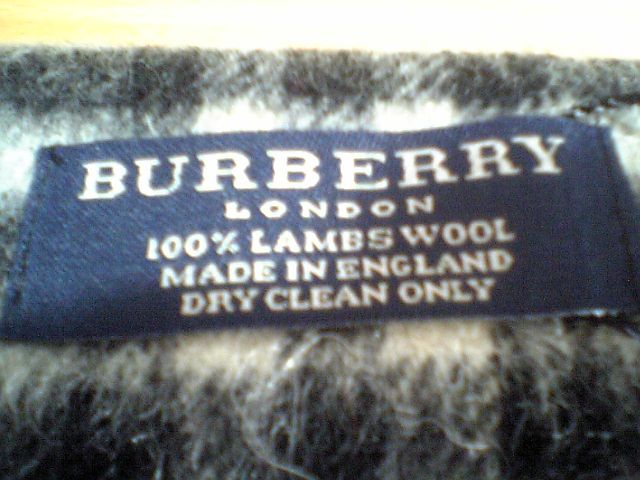 BURBERRY
LONDON
100% LAMBS WOOL
MADE IN ENGLAND
DRY CLEAN ONLY